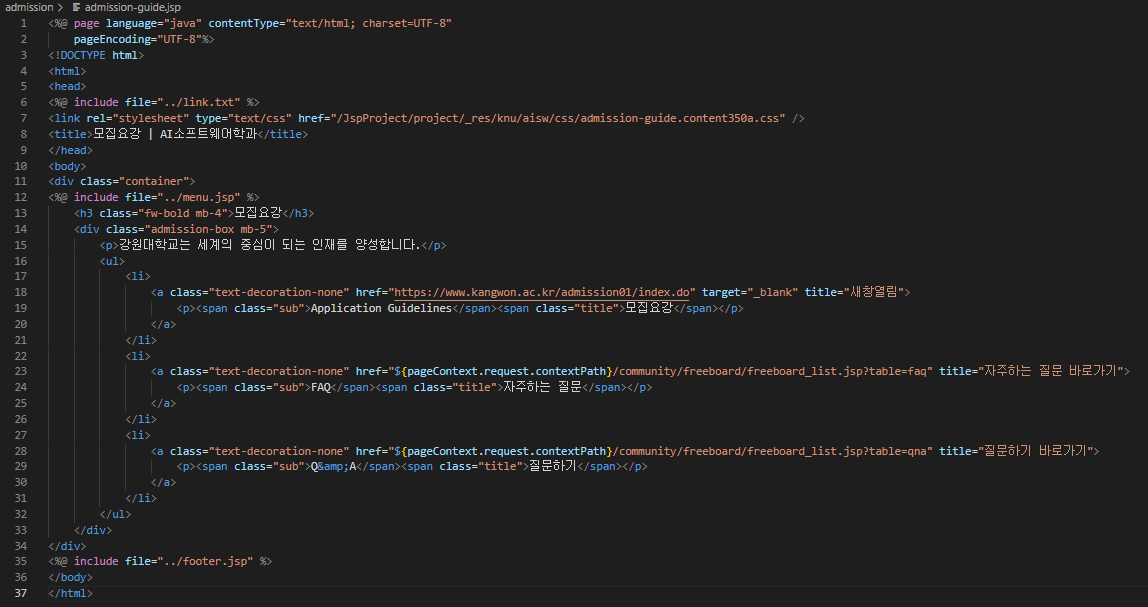 admission > admission-guide.jsp
1 <%@ page language="java" contentType="text/html; charset=UTF-8"
2     pageEncoding="UTF-8"%>
3 <!DOCTYPE html>
4 <html>
5 <head>
6 <%@ include file="../link.txt" %>
7 <link rel="stylesheet" type="text/css" href="/JspProject/project/_res/knu/aisw/css/admission-guide.content350a.css" />
8 <title>모집요강 | AI소프트웨어학과</title>
9 </head>
10 <body>
11 <div class="container">
12 <%@ include file="../menu.jsp" %>
13     <h3 class="fw-bold mb-4">모집요강</h3>
14     <div class="admission-box mb-5">
15         <p>강원대학교는 세계의 중심이 되는 인재를 양성합니다.</p>
16         <ul>
17             <li>
18                 <a class="text-decoration-none" href="https://www.kangwon.ac.kr/admission01/index.do" target="_blank" title="새창열림">
19                     <p><span class="sub">Application Guidelines</span><span class="title">모집요강</span></p>
20                 </a>
21             </li>
22             <li>
23                 <a class="text-decoration-none" href="${pageContext.request.contextPath}/community/freeboard/freeboard_list.jsp?table=faq" title="자주하는 질문 바로가기">
24                     <p><span class="sub">FAQ</span><span class="title">자주하는 질문</span></p>
25                 </a>
26             </li>
27             <li>
28                 <a class="text-decoration-none" href="${pageContext.request.contextPath}/community/freeboard/freeboard_list.jsp?table=qna" title="질문하기 바로가기">
29                     <p><span class="sub">Q&amp;A</span><span class="title">질문하기</span></p>
30                 </a>
31             </li>
32         </ul>
33     </div>
34 </div>
35 <%@ include file="../footer.jsp" %>
36 </body>
37 </html>